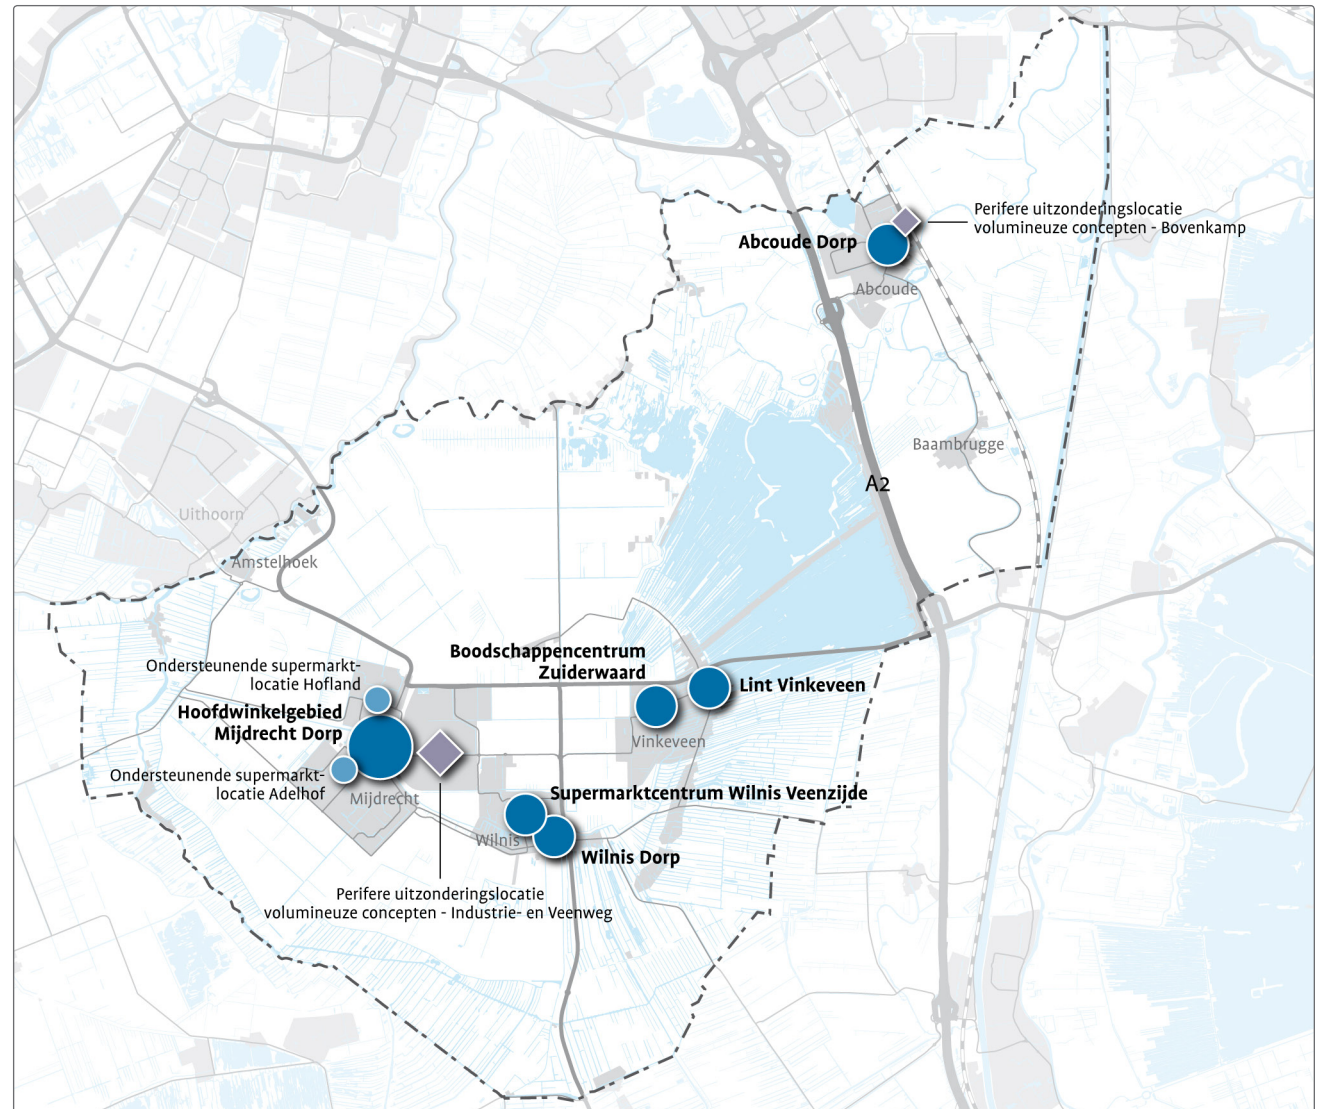 Perifere uitzonderingslocatie
volumineuze concepten - Bovenkamp
Abcoude Dorp
Abcoude
Baambrugge
A2
Uithoorn
Amstelhoek
Boodschappencentrum
Zuiderwaard
Lint Vinkeveen
Vinkeveen
Ondersteunende supermarkt-
locatie Hofland
Hoofdwinkelgebied
Mijdrecht Dorp
Ondersteunende supermarkt-
locatie Adelhof
Mijdrecht
Supermarktcentrum Wilnis Veenzijde
Wilnis
Wilnis Dorp
Perifere uitzonderingslocatie
volumineuze concepten - Industrie- en Veenweg